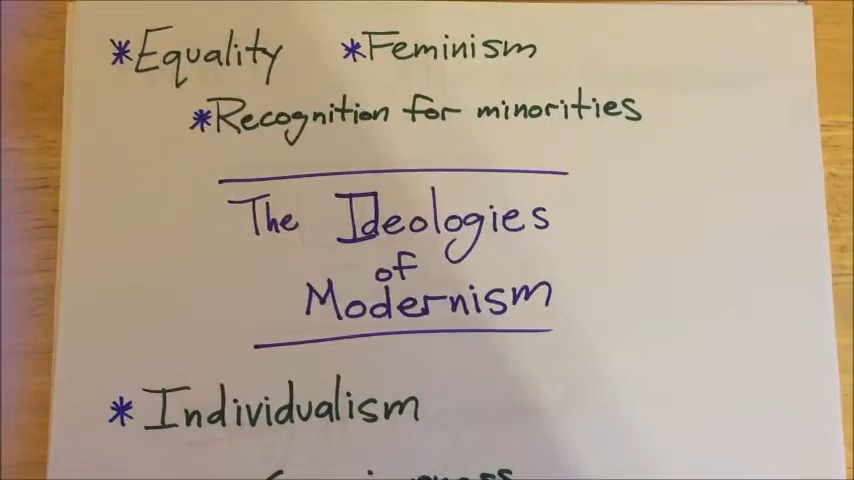 *Equality *Feminism
*Recognition for minorities
The Ideologies
of
Modernism
*Individualism